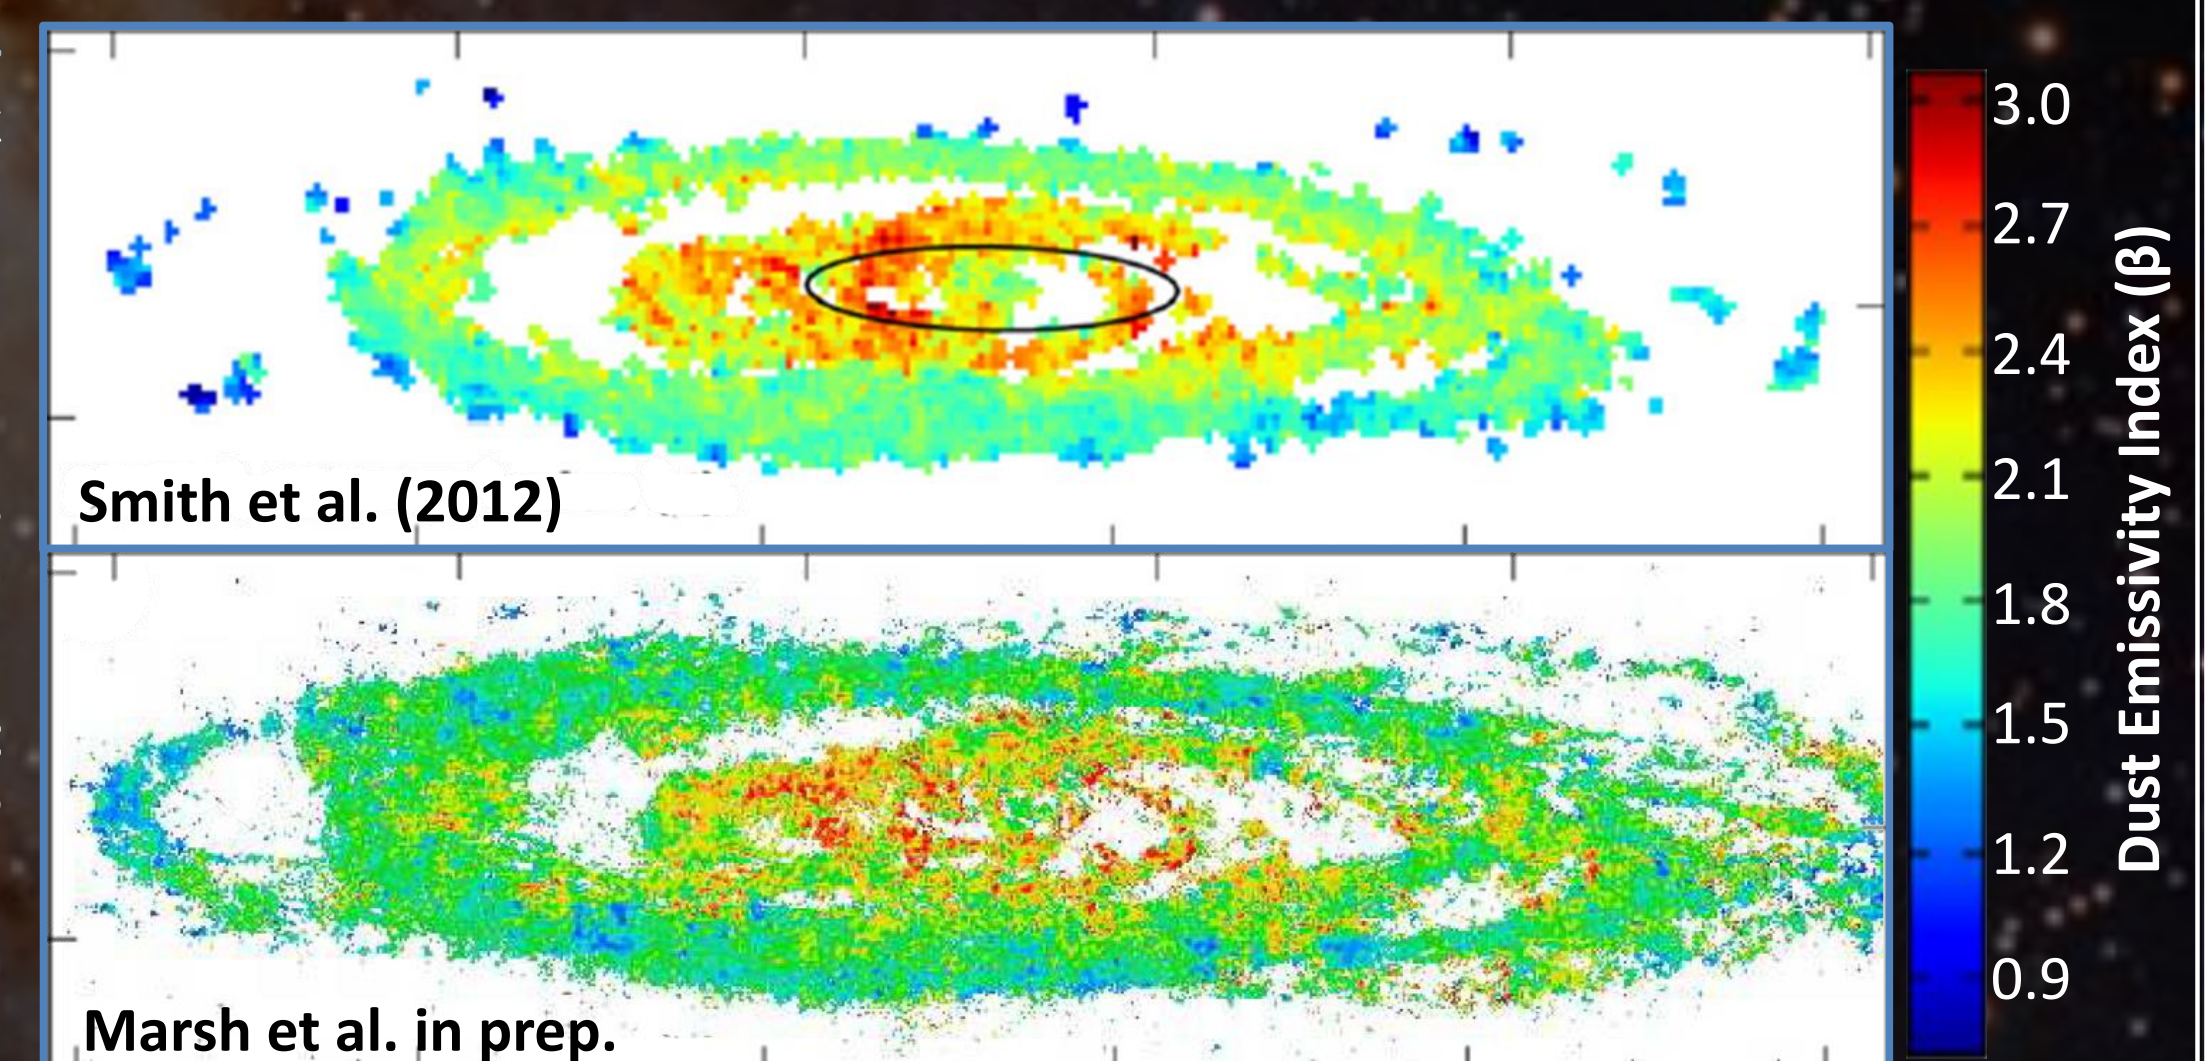 Smith et al. (2012)
Marsh et al. in prep.
3.0
2.7
2.4
2.1
1.8
1.5
1.2
0.9
Dust Emissivity Index (β)